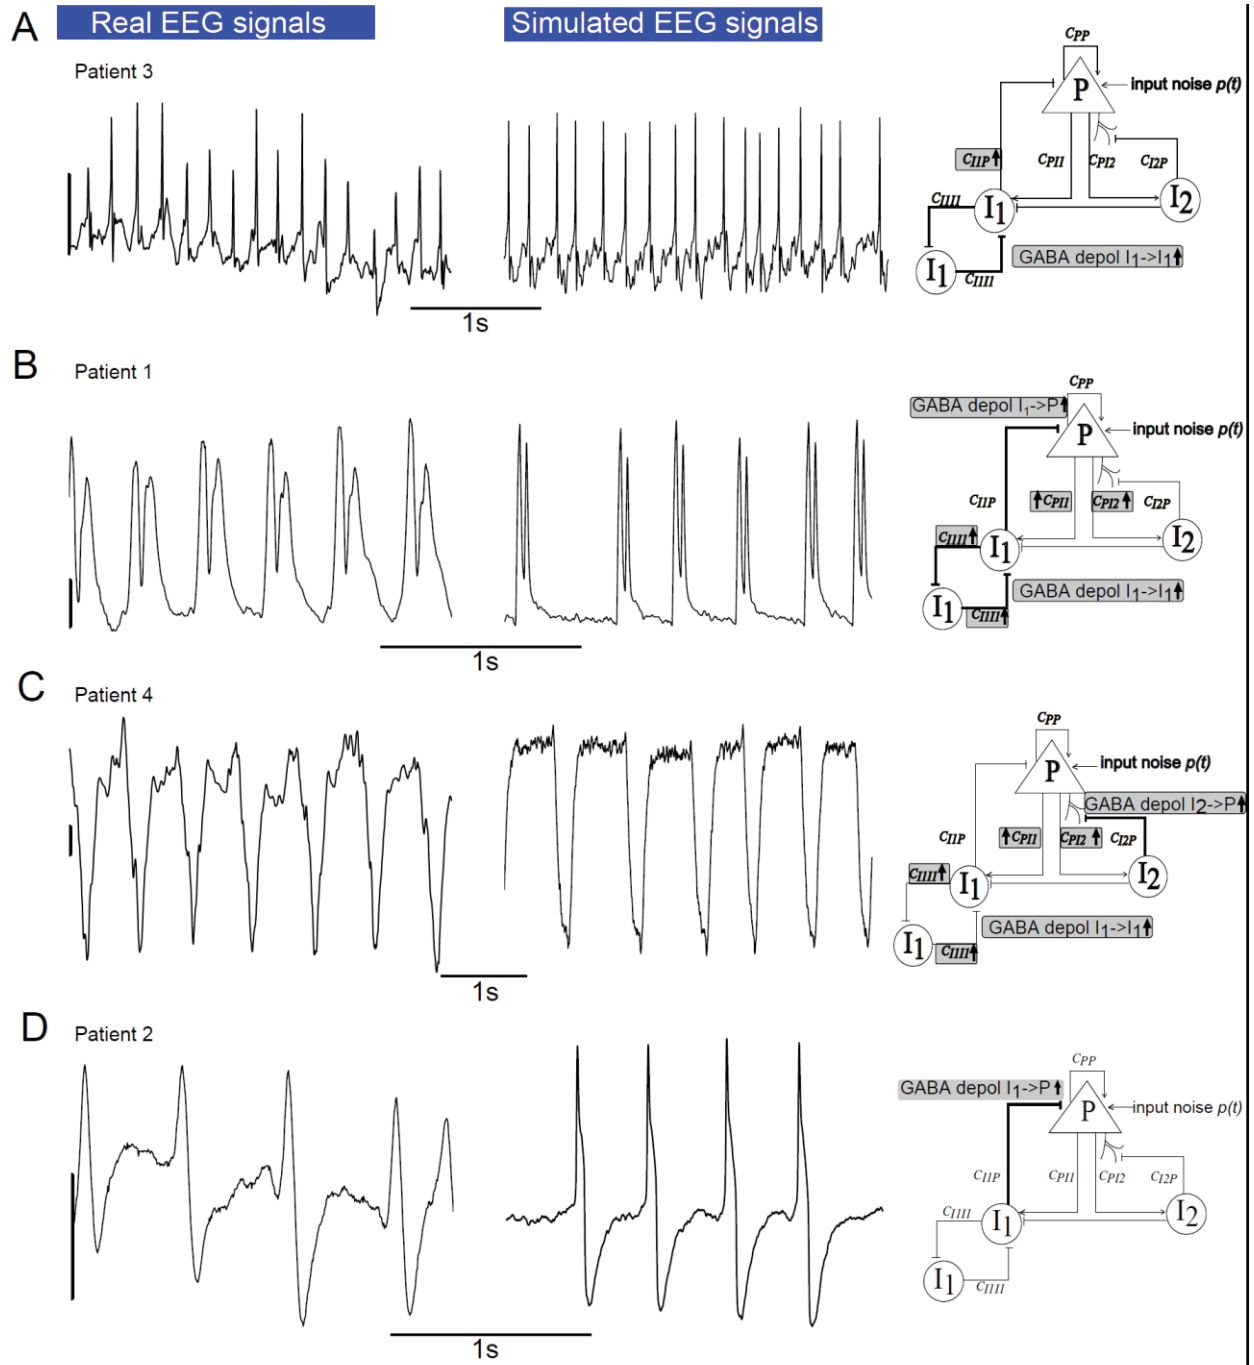 A
Real EEG signals
Simulated EEG signals
Patient 3
CPP
P
input noise p(t)
CI1P
CPI1
CPI2
CI2P
CI1I1
I1
I2
GABA depol I1->I1
I1
CI1I1
1s
B
Patient 1
CPP
GABA depol I1->P
P
input noise p(t)
CI1P
CPI1
CPI2
CI2P
CI1I1
I1
I2
I1
GABA depol I1->I1
CI1I1
1s
C
Patient 4
CPP
P
input noise p(t)
GABA depol I2->P
CI1P
CPI1
CPI2
CI2P
CI1I1
I1
I2
GABA depol I1->I1
I1
CI1I1
1s
D
Patient 2
CPP
GABA depol I1->P
P
input noise p(t)
CI1P
CPI1
CPI2
CI2P
CI1I1
I1
I2
I1
CI1I1
1s